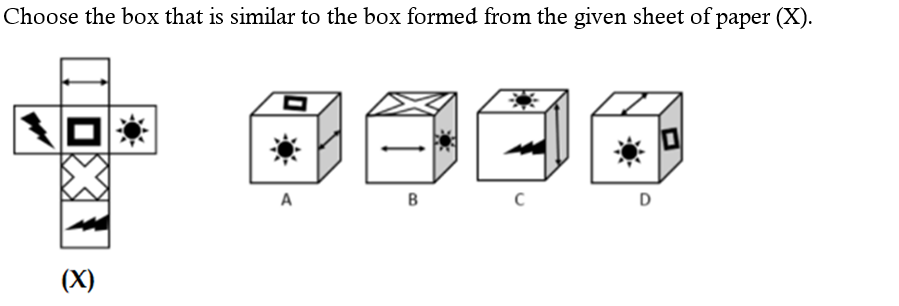 Choose the box that is similar to the box formed from the given sheet of paper (X).
A B C D
(X)